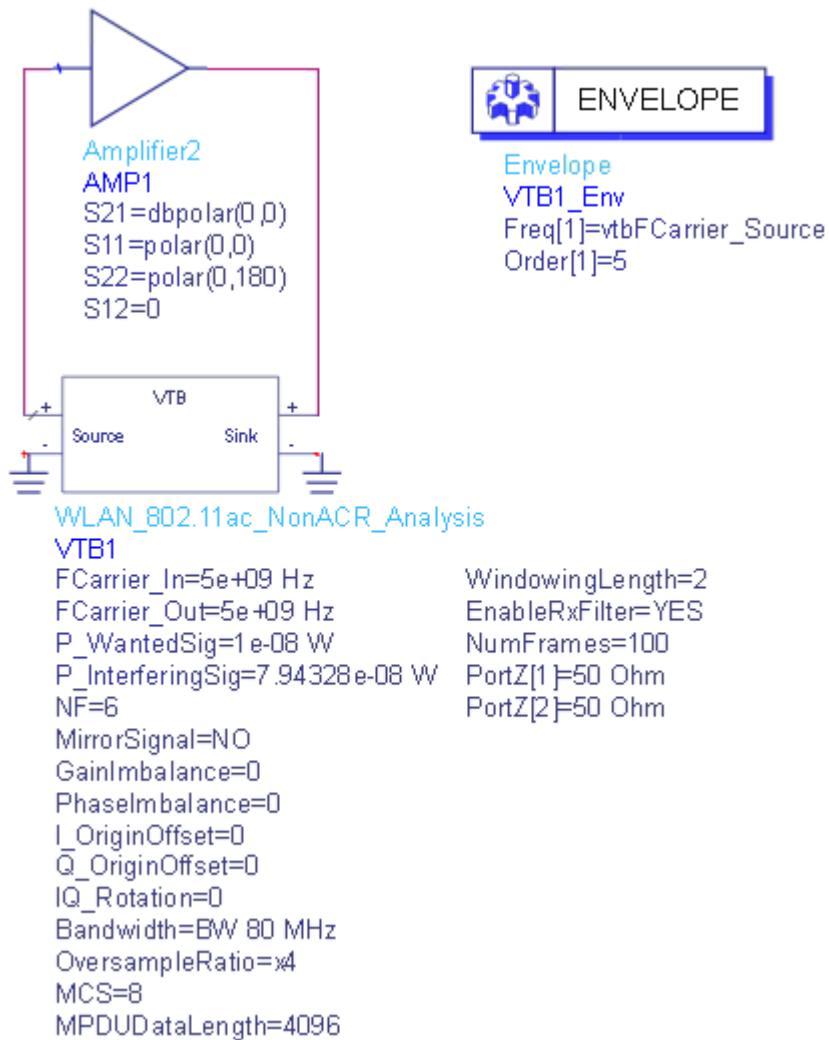 ENVELOPE
Amplifier2
AMP1
S21=dbpolar(0,0)
S11=polar(0,0)
S22=polar(0,180)
S12=0
Envelope
VTB1_Env
Freq[1]=vtbFCarrier_Source
Order[1]=5
VTB
+
+
Source
Sink
-
-
WLAN_802.11ac_NonACR_Analysis
VTB1
FCarrier_In=5e+09 Hz
FCarrier_Out=5e+09 Hz
P_WantedSig=1e-08 W
P_InterferingSig=7.94328e-08 W
NF=6
MirrorSignal=NO
GainImbalance=0
PhaseImbalance=0
I_OriginOffset=0
Q_OriginOffset=0
IQ_Rotation=0
Bandwidth=BW 80 MHz
OversampleRatio=x4
MCS=8
MPDUDataLength=4096
WindowingLength=2
EnableRxFilter=YES
NumFrames=100
PortZ[1]=50 Ohm
PortZ[2]=50 Ohm